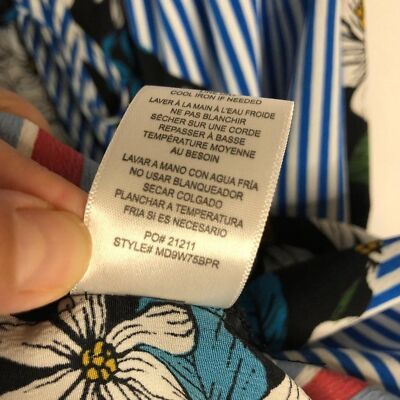 COOL IRON IF NEEDED
LAVER À LA MAIN À L'EAU FROIDE
NE PAS BLANCHIR
SÉCHER SUR UNE CORDE
REPASSER À BASSE
TEMPÉRATURE MOYENNE
AU BESOIN
LAVAR A MANO CON AGUA FRÍA
NO USAR BLANQUEADOR
SECAR COLGADO
PLANCHAR A TEMPERATURA
FRIA SI ES NECESARIO
PO# 21211
STYLE# MD9W75BPR